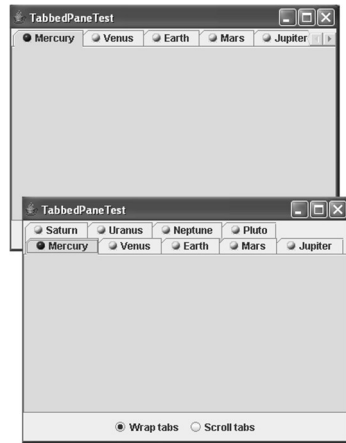 TabbedPaneTest
Mercury Venus Earth Mars Jupiter
TabbedPaneTest
Saturn Uranus Neptune Pluto
Mercury Venus Earth Mars Jupiter
Wrap tabs Scroll tabs